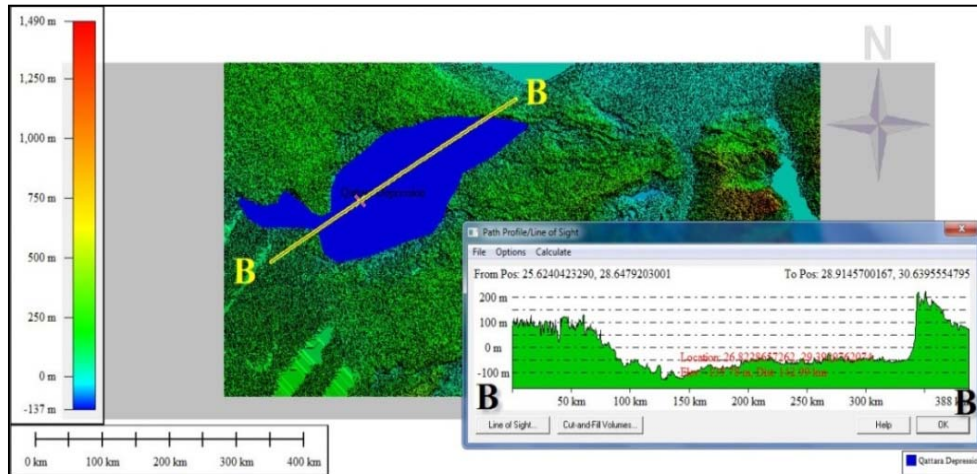 1,490 m
1,250 m
1,000 m
750 m
500 m
250 m
0 m
-137 m
N
B
B
Path Profile/Line of Sight
File Options Calculate
From Pos: 25.6240423290, 28.6479203001 To Pos: 28.9145700167, 30.6395554795
200 m
100 m
0 m
-100 m
B
B
50 km 100 km 150 km 200 km 250 km 300 km 388 km
Line of Sight... Cut-and-Fill Volumes... Help OK
0 km 100 km 200 km 300 km 400 km
Qattara Depression